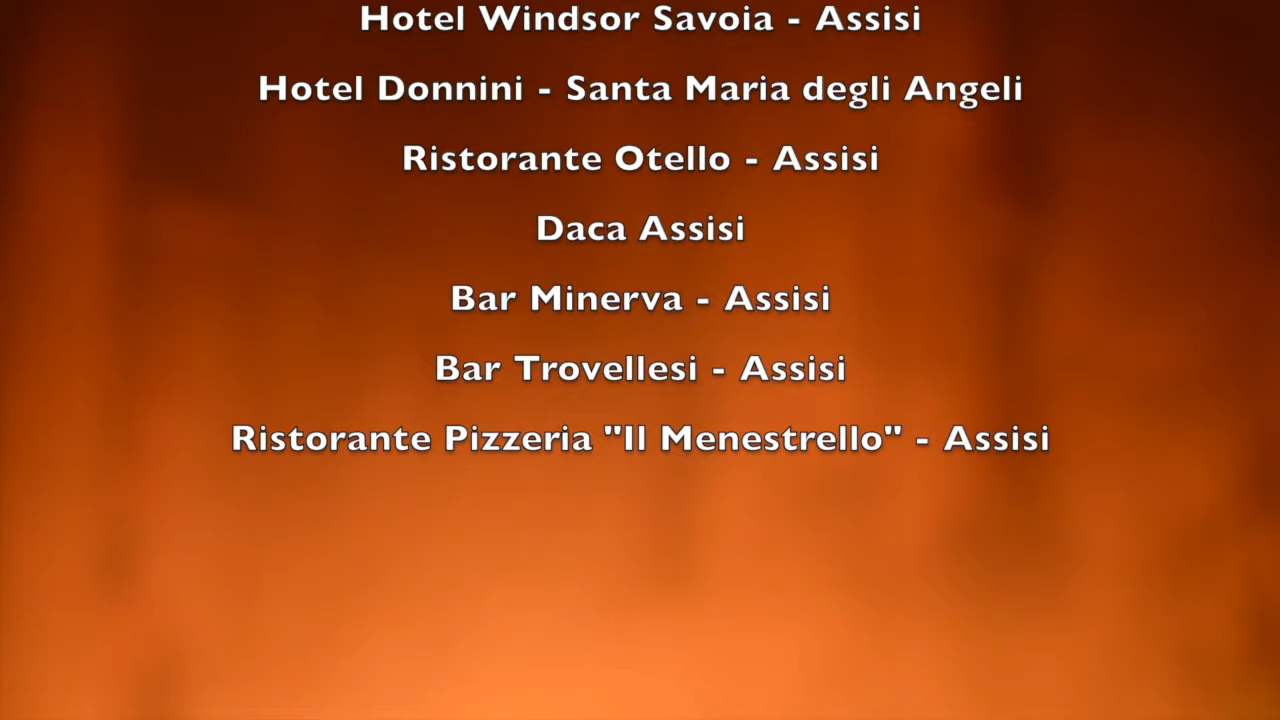 Hotel Windsor Savoia - Assisi
Hotel Donnini - Santa Maria degli Angeli
Ristorante Otello - Assisi
Daca Assisi
Bar Minerva - Assisi
Bar Trovellesi - Assisi
Ristorante Pizzeria "Il Menestrello" - Assisi